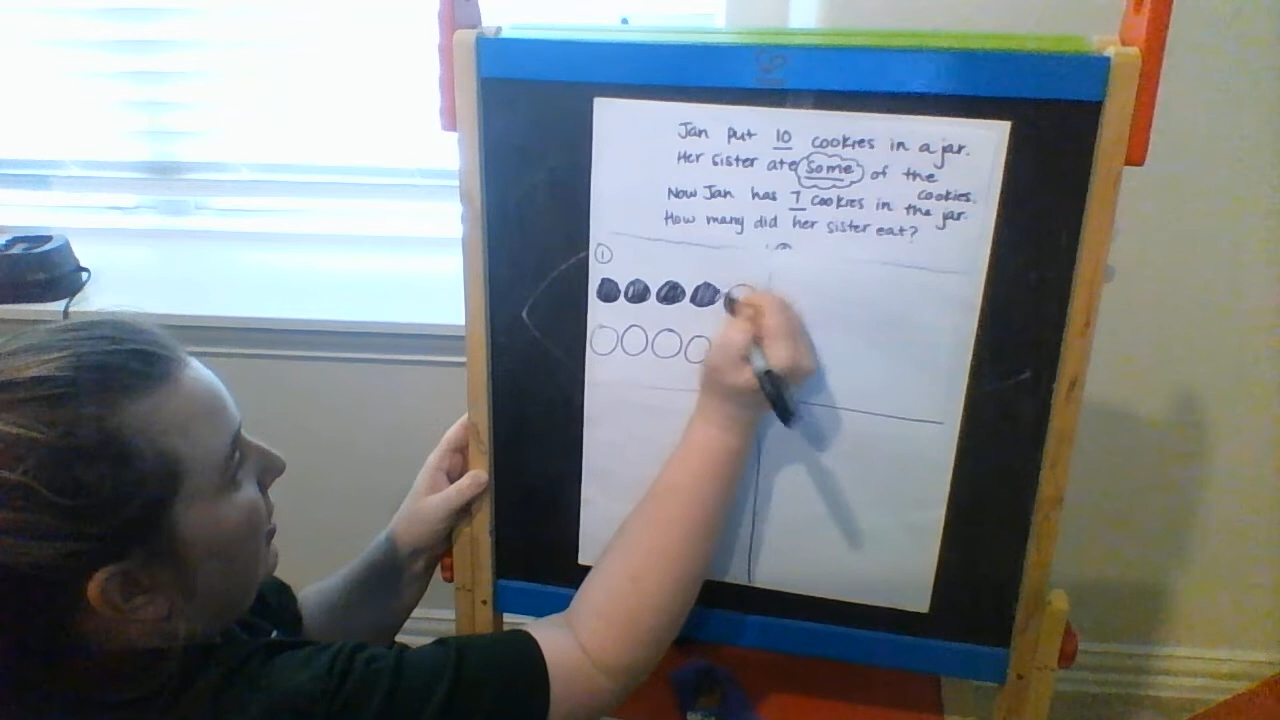 Jan put 10 cookies in a jar.
Her sister ate some of the
cookies.
Now Jan has 7 cookies in the jar.
How many did her sister eat?
1